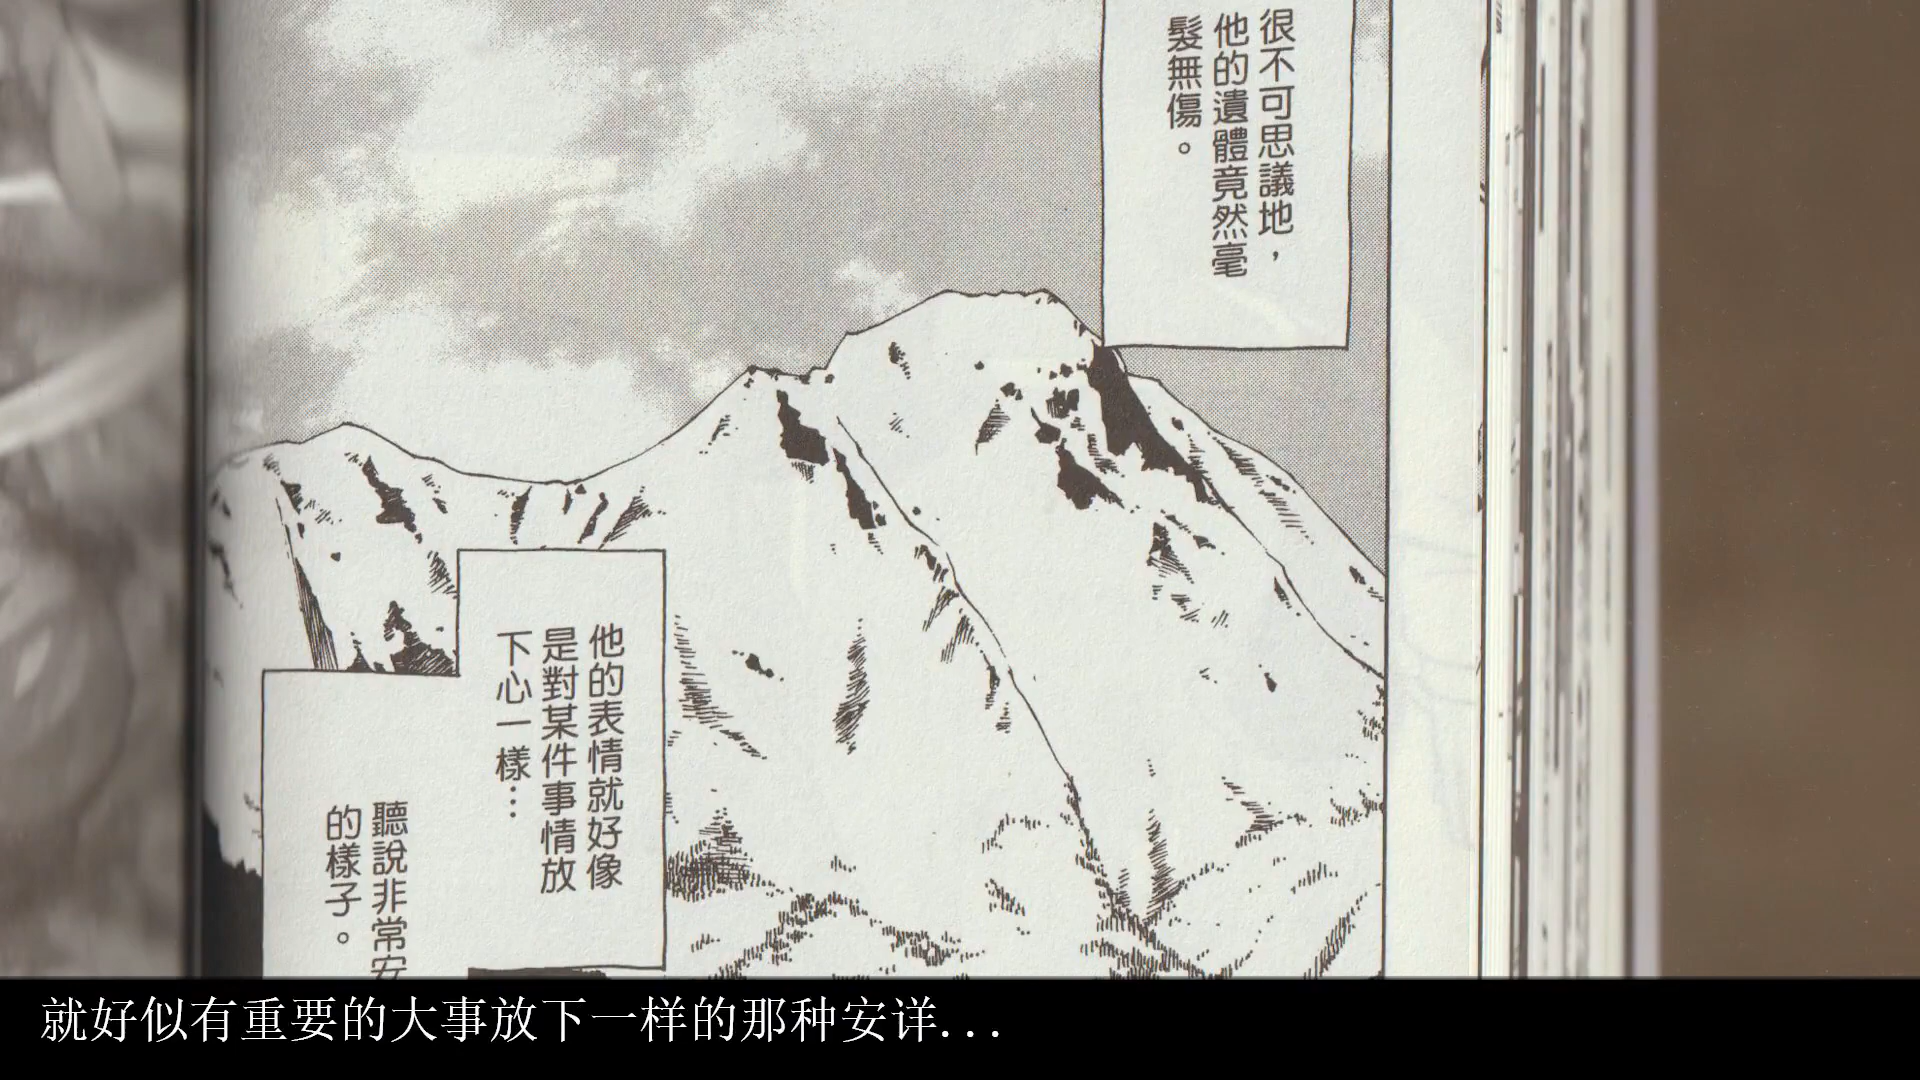 很不可思議地，
他的遺體竟然毫
髮無傷。
他的表情就好像
是對某件事情放
下心一樣…
聽說非常安
的樣子。
就好似有重要的大事放下一样的那种安详...